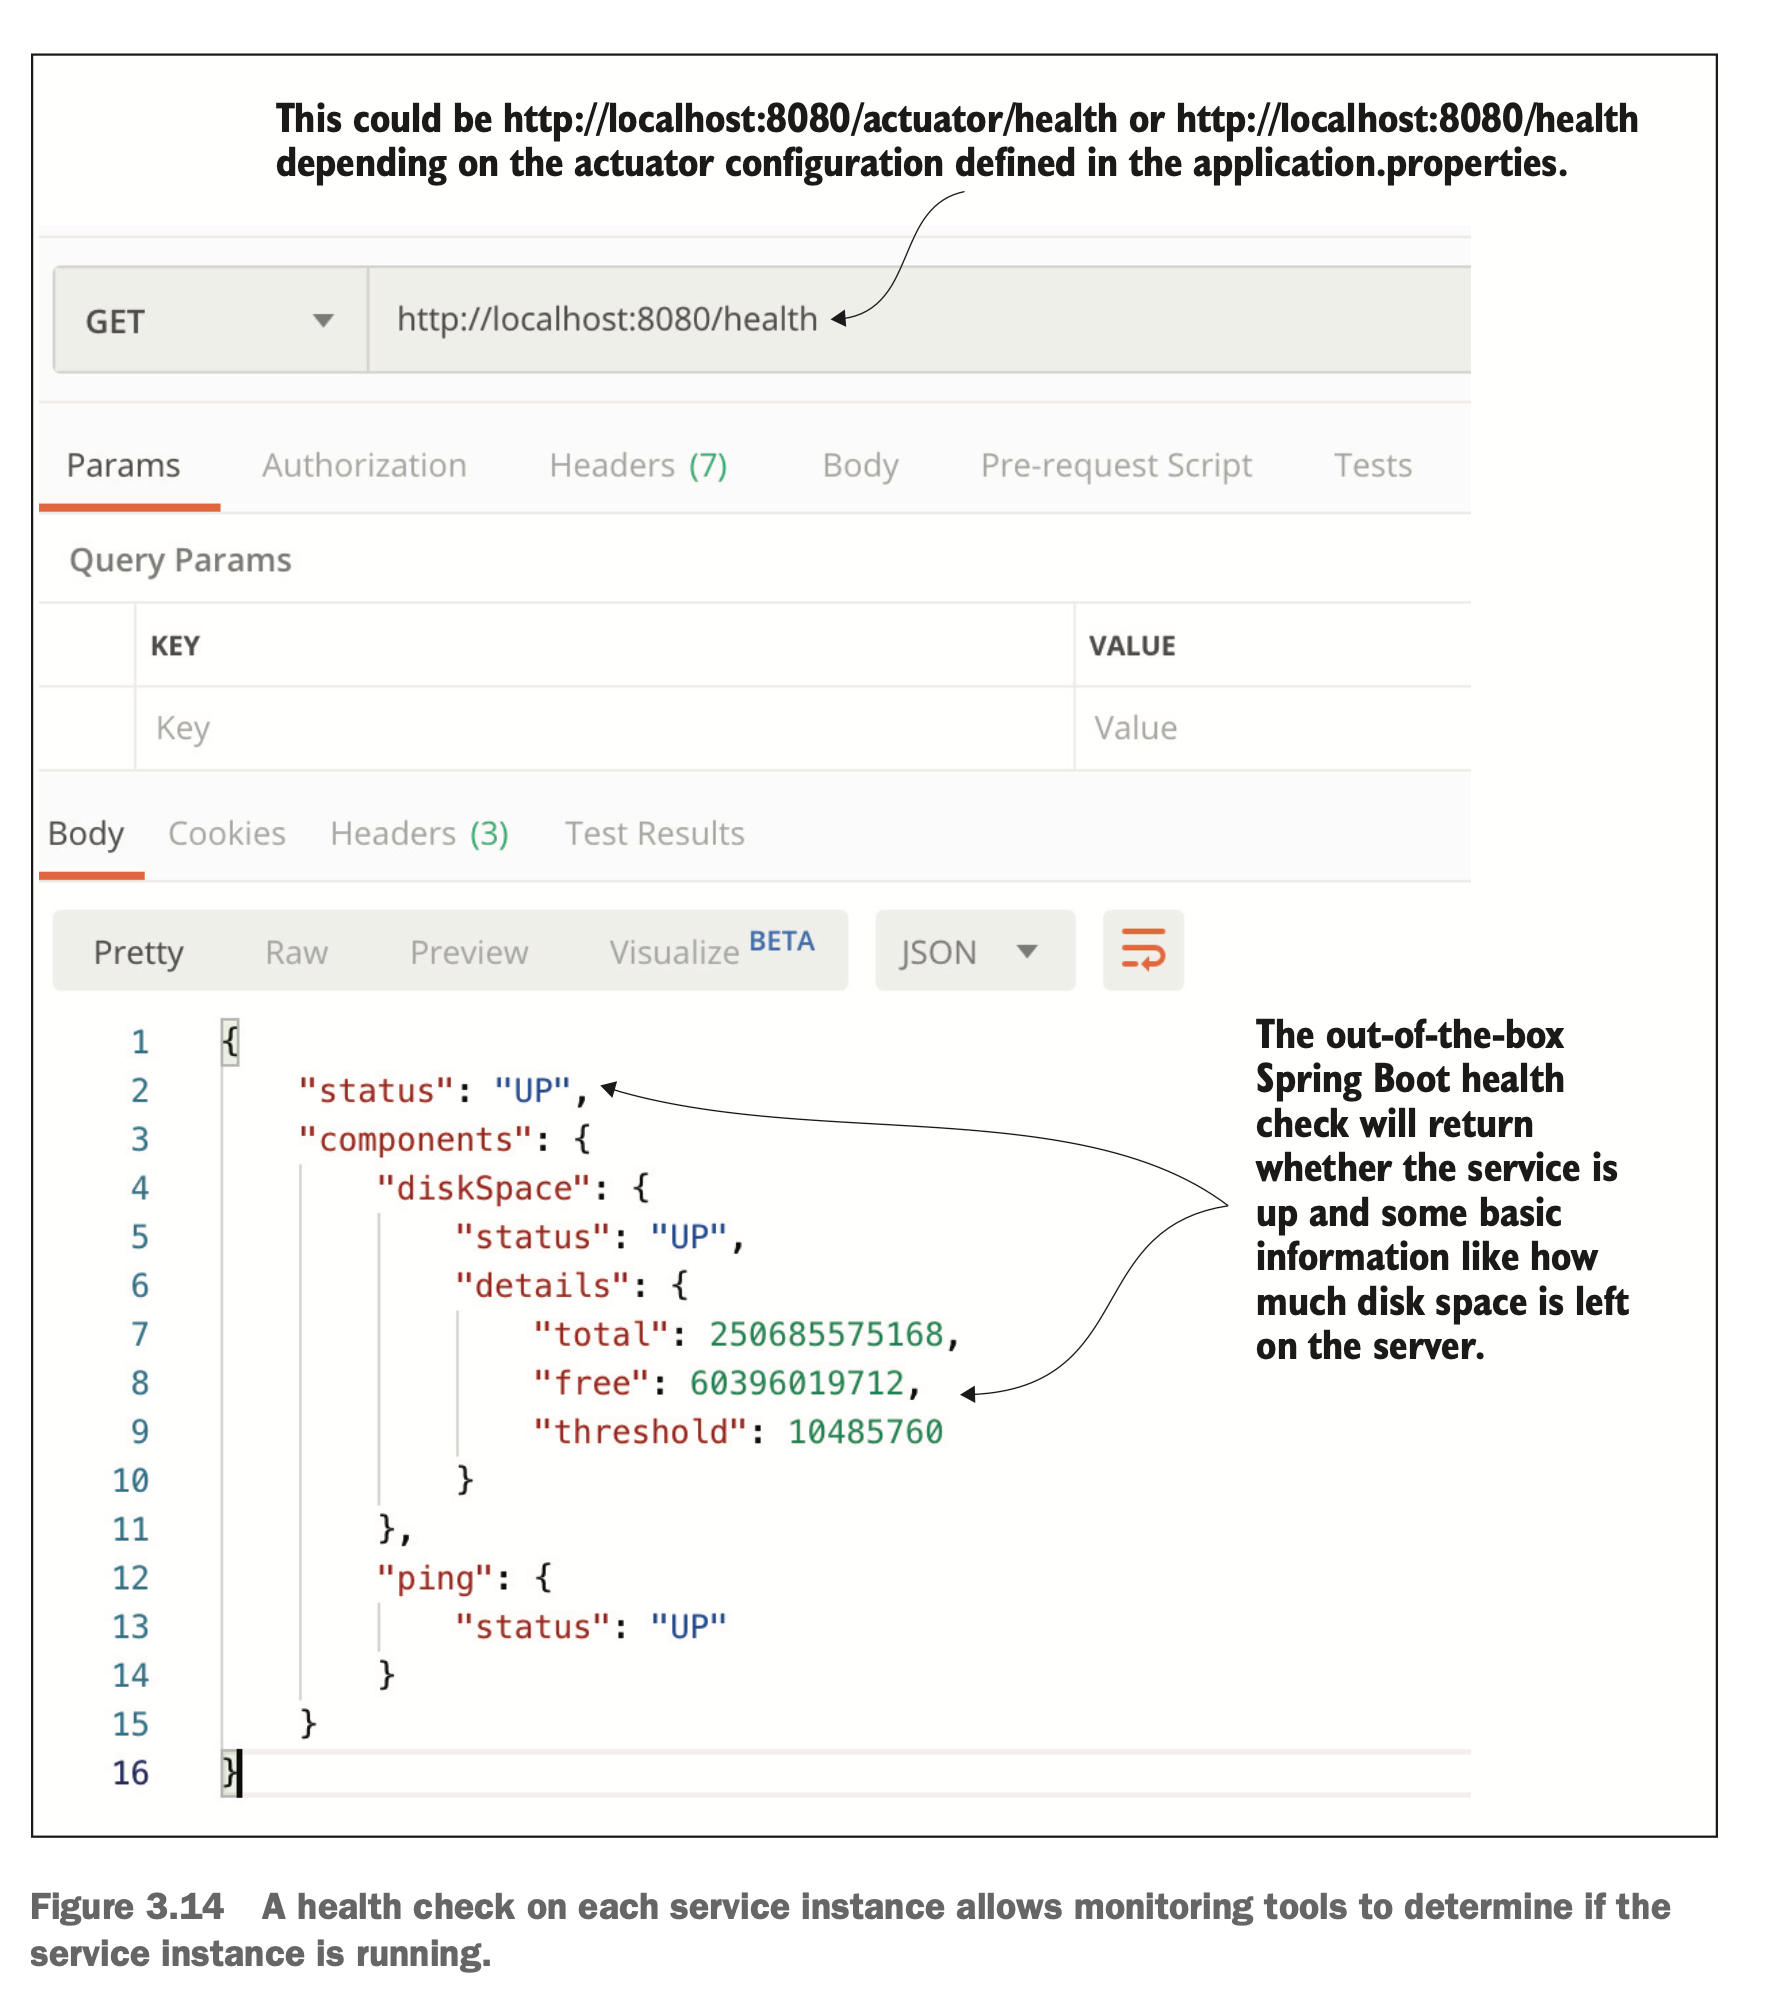 This could be http://localhost:8080/actuator/health or http://localhost:8080/health
depending on the actuator configuration defined in the application.properties.
GET http://localhost:8080/health
Params Authorization Headers (7) Body Pre-request Script Tests
Query Params
KEY VALUE
Key Value
Body Cookies Headers (3) Test Results
Pretty Raw Preview Visualize BETA JSON
1 {
2 "status": "UP",
3 "components": {
4 "diskSpace": {
5 "status": "UP",
6 "details": {
7 "total": 250685575168,
8 "free": 60396019712,
9 "threshold": 10485760
10 }
11 },
12 "ping": {
13 "status": "UP"
14 }
15 }
16 }
The out-of-the-box
Spring Boot health
check will return
whether the service is
up and some basic
information like how
much disk space is left
on the server.
Figure 3.14 A health check on each service instance allows monitoring tools to determine if the
service instance is running.